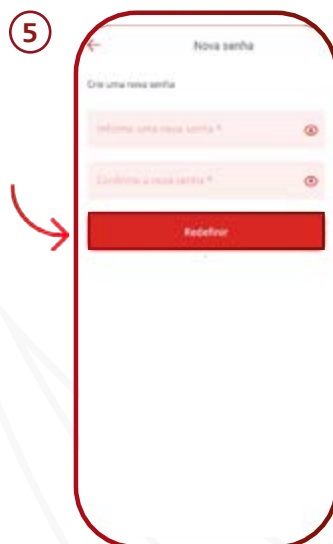 5
Nova senha
Crie uma nova senha
Informe uma nova senha *
Confirme a nova senha *
Redefinir